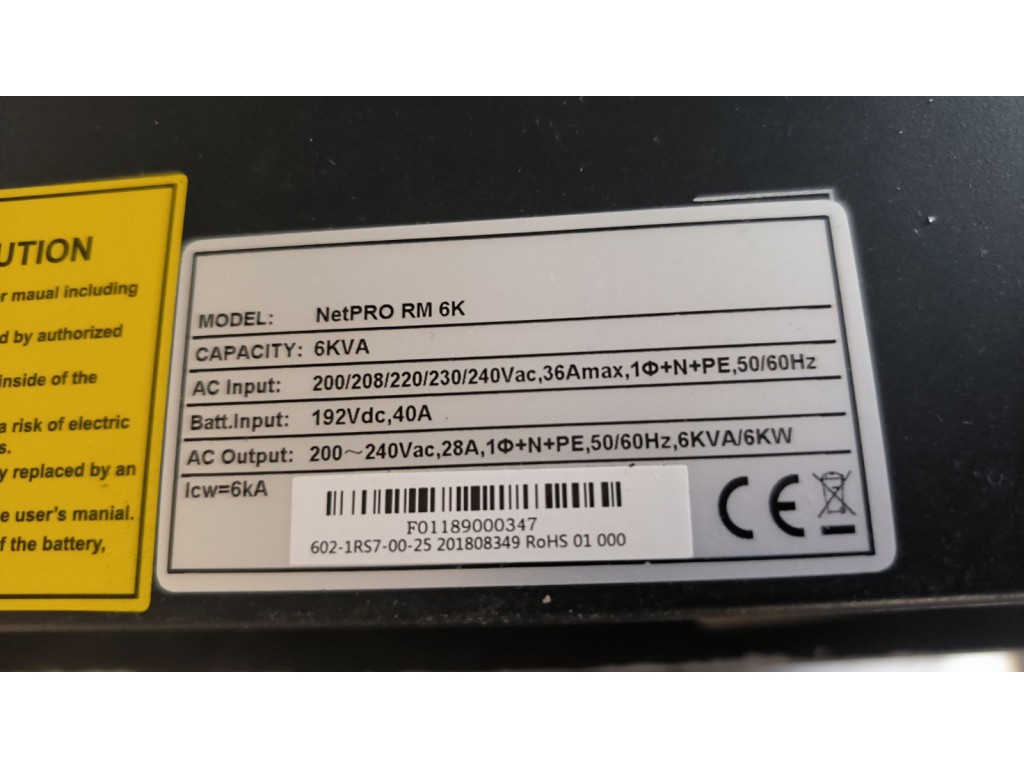 UTION
r maual including
d by authorized
inside of the
a risk of electric
s.
y replaced by an
e user's manial.
f the battery,
MODEL: NetPRO RM 6K
CAPACITY: 6KVA
AC Input: 200/208/220/230/240Vac,36Amax,1Φ+N+PE,50/60Hz
Batt.Input: 192Vdc,40A
AC Output: 200～240Vac,28A,1Φ+N+PE,50/60Hz,6KVA/6KW
Icw=6kA
F01189000347
602-1RS7-00-25 201808349 RoHS 01 000
CE